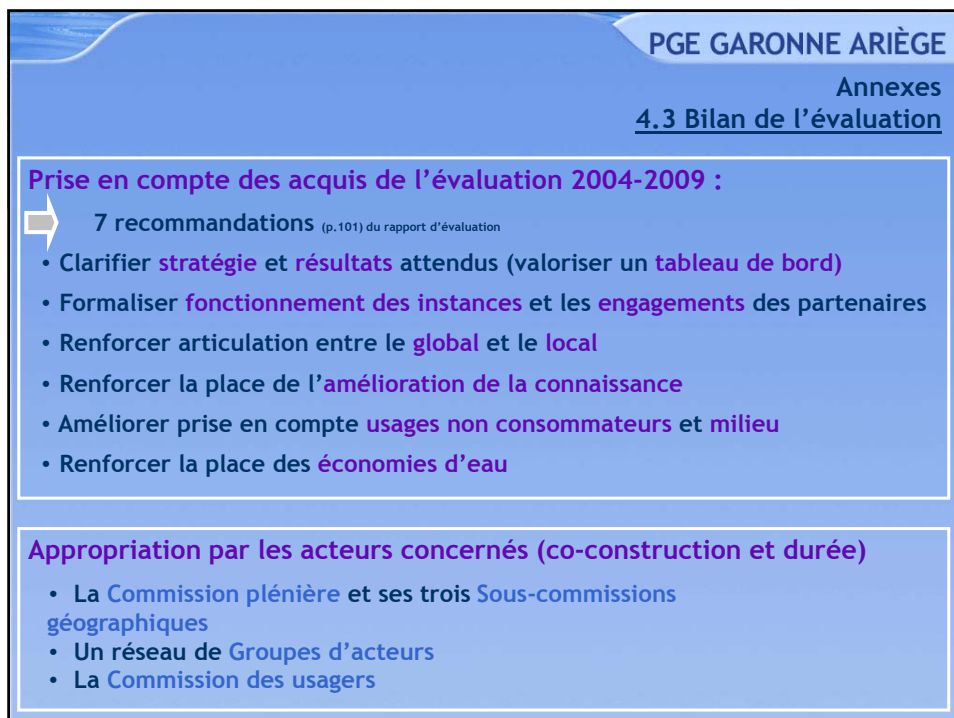 PGE GARONNE ARIÈGE
Annexes
4.3 Bilan de l’évaluation
Prise en compte des acquis de l’évaluation 2004-2009 :
7 recommandations (p.101) du rapport d’évaluation
• Clarifier stratégie et résultats attendus (valoriser un tableau de bord)
• Formaliser fonctionnement des instances et les engagements des partenaires
• Renforcer articulation entre le global et le local
• Renforcer la place de l’amélioration de la connaissance
• Améliorer prise en compte usages non consommateurs et milieu
• Renforcer la place des économies d’eau
Appropriation par les acteurs concernés (co-construction et durée)
• La Commission plénière et ses trois Sous-commissions
géographiques
• Un réseau de Groupes d’acteurs
• La Commission des usagers